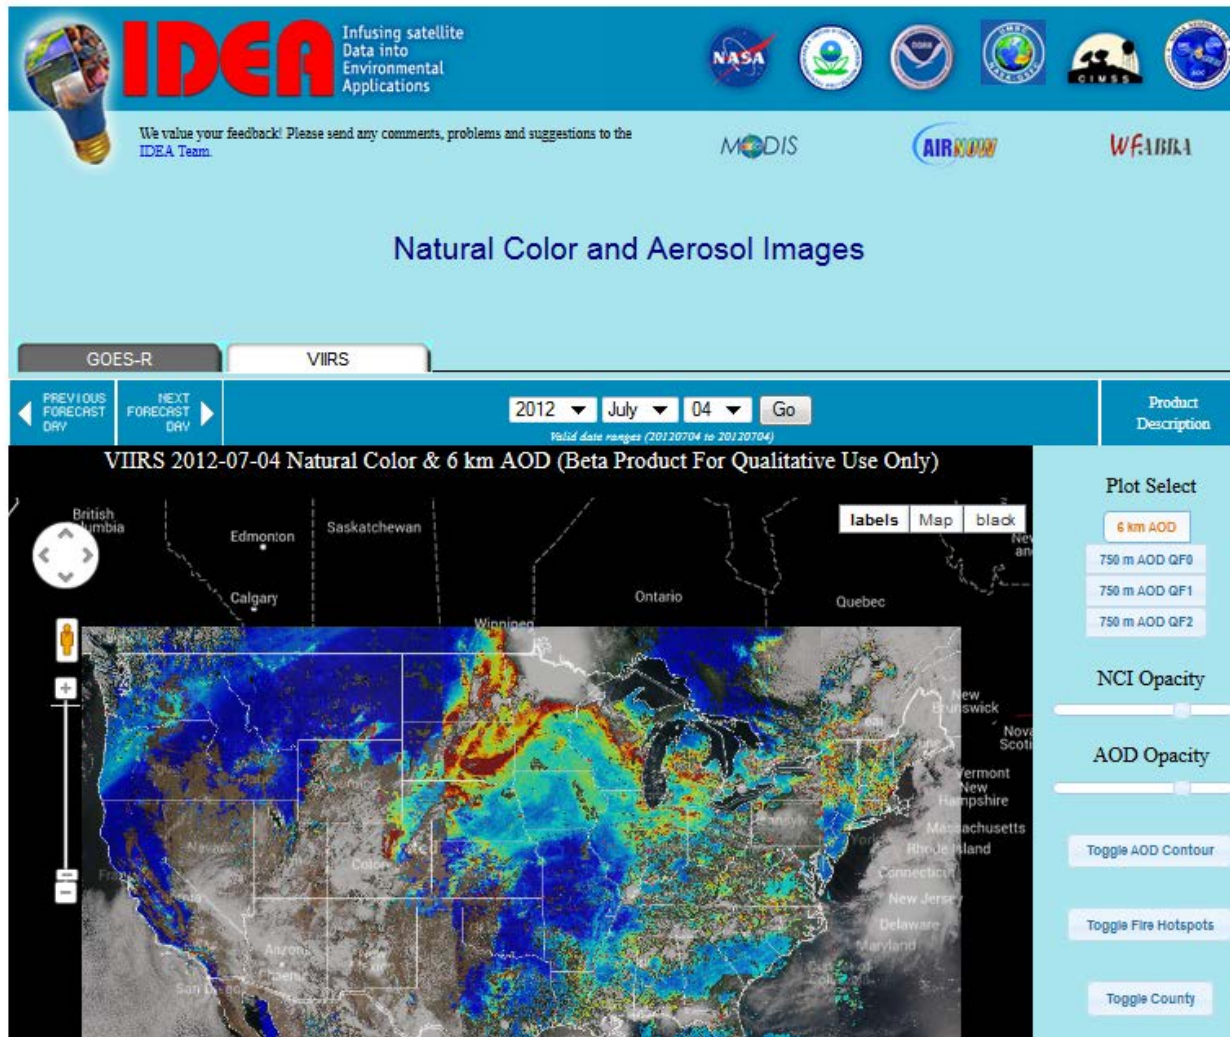 IDEA
Infusing satellite
Data into
Environmental
Applications
NASA
CIMSS
We value your feedback! Please send any comments, problems and suggestions to the
IDEA Team.
MODIS
AIRNOW
WFABBA
Natural Color and Aerosol Images
GOES-R
VIIRS
PREVIOUS
FORECAST
DAY
NEXT
FORECAST
DAY
2012 July 04 Go
Valid date ranges (20120704 to 20120704)
Product
Description
VIIRS 2012-07-04 Natural Color & 6 km AOD (Beta Product For Qualitative Use Only)
labels Map black
British
Edmonton
Saskatchewan
Calgary
Ontario
Quebec
Winnipeg
New
Brunswick
Nova
Scoti
Vermont
New
Hampshire
Massachusetts
Rhode Island
Connecticut
New Jersey
Delaware
Maryland
Nevada
Plot Select
6 km AOD
750 m AOD QF0
750 m AOD QF1
750 m AOD QF2
NCI Opacity
AOD Opacity
Toggle AOD Contour
Toggle Fire Hotspots
Toggle County